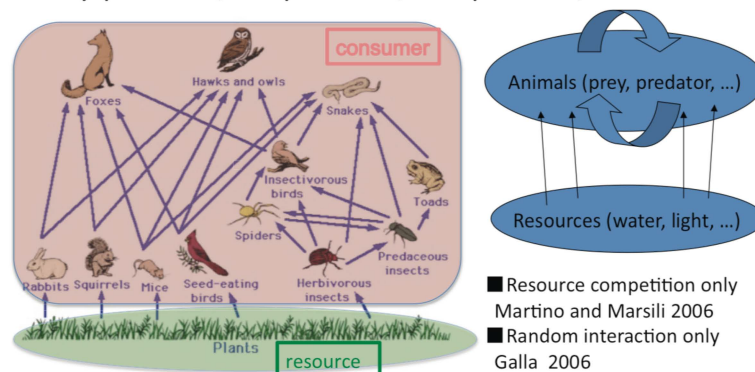 consumer
Hawks and owls
Foxes
Snakes
Insectivorous
birds
Toads
Spiders
Predaceous
insects
Rabbits
Squirrels
Mice
Seed-eating
birds
Herbivorous
insects
Plants
resource
Animals (prey, predator, ...)
Resources (water, light, ...)
■ Resource competition only
Martino and Marsili 2006
■ Random interaction only
Galla 2006